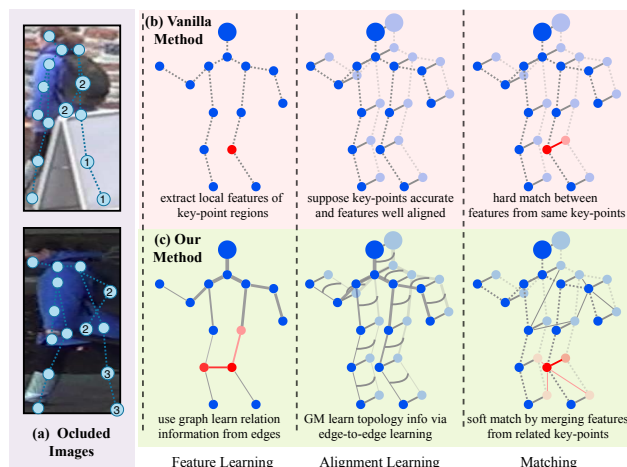 (b) Vanilla
Method
extract local features of
key-point regions
suppose key-points accurate
and features well aligned
hard match between
features from same key-points
2
2
1
1
(c) Our
Method
2
2
3
3
use graph learn relation
information from edges
GM learn topology info via
edge-to-edge learning
soft match by merging features
from related key-points
(a) Ocluded
Images
Feature Learning
Alignment Learning
Matching